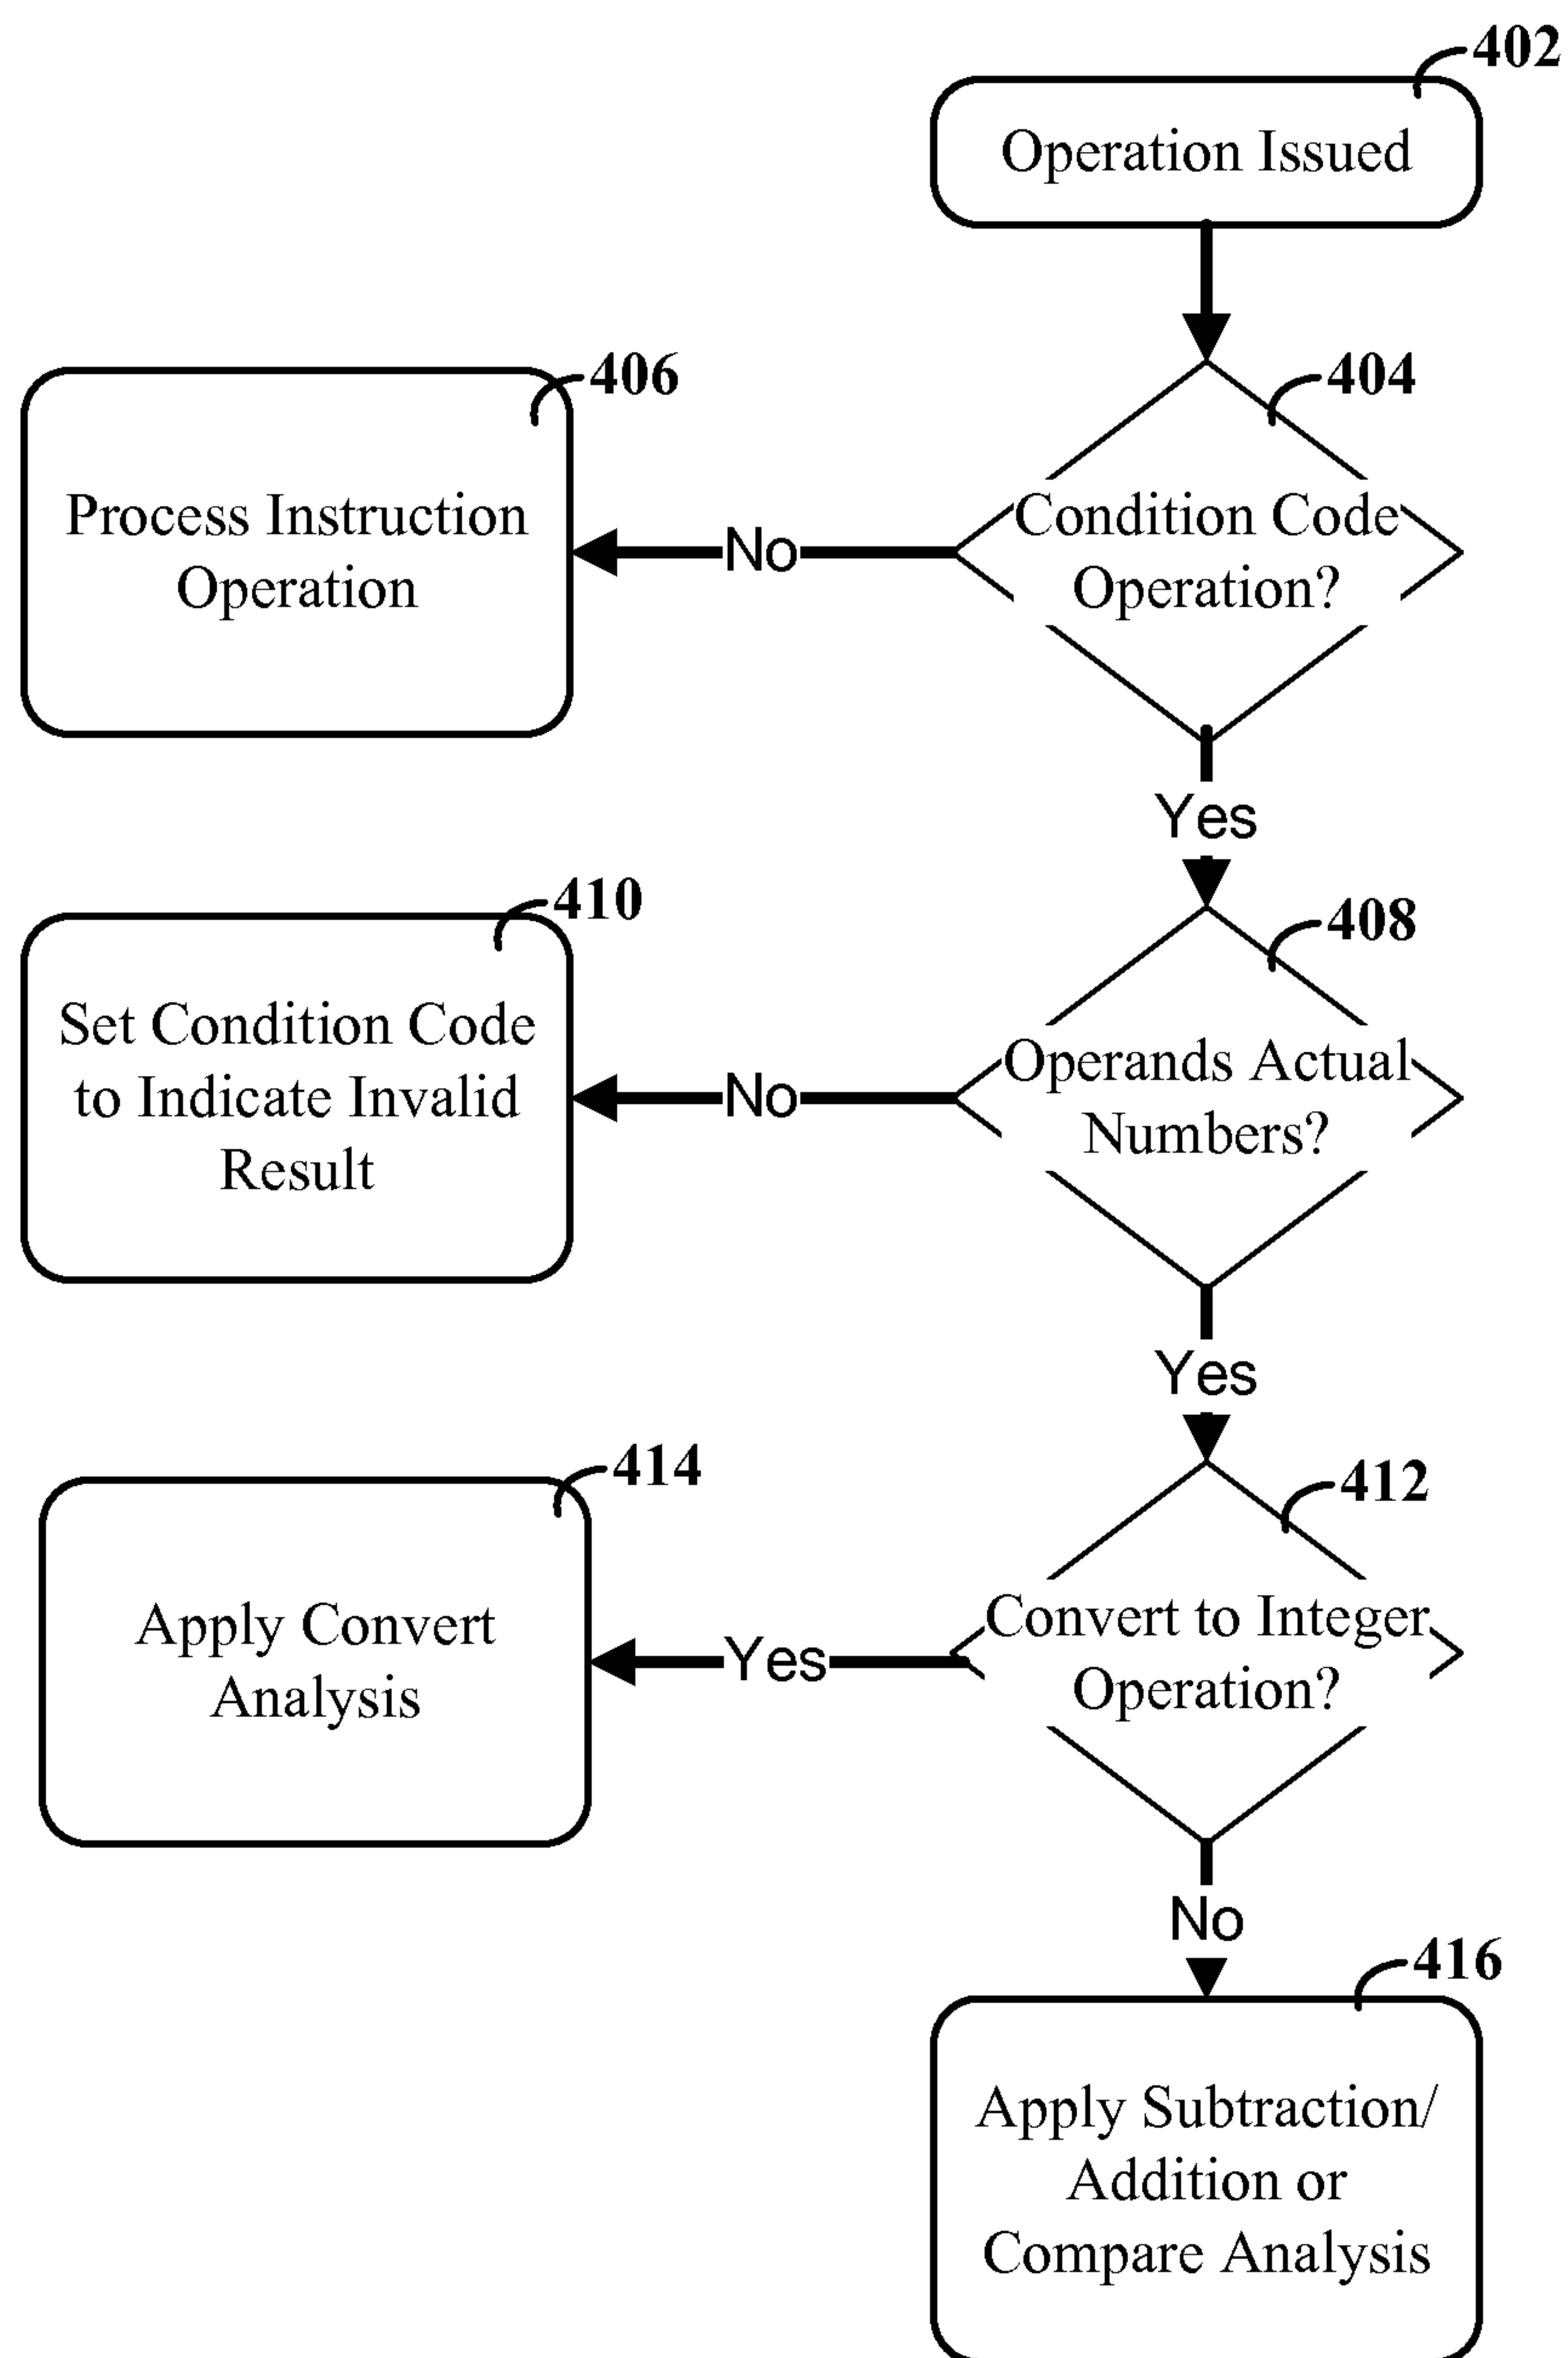 402
Operation Issued
406
404
Process Instruction
Operation
No
Condition Code
Operation?
Yes
410
408
Set Condition Code
to Indicate Invalid
Result
No
Operands Actual
Numbers?
Yes
414
412
Apply Convert
Analysis
Yes
Convert to Integer
Operation?
No
416
Apply Subtraction/
Addition or
Compare Analysis